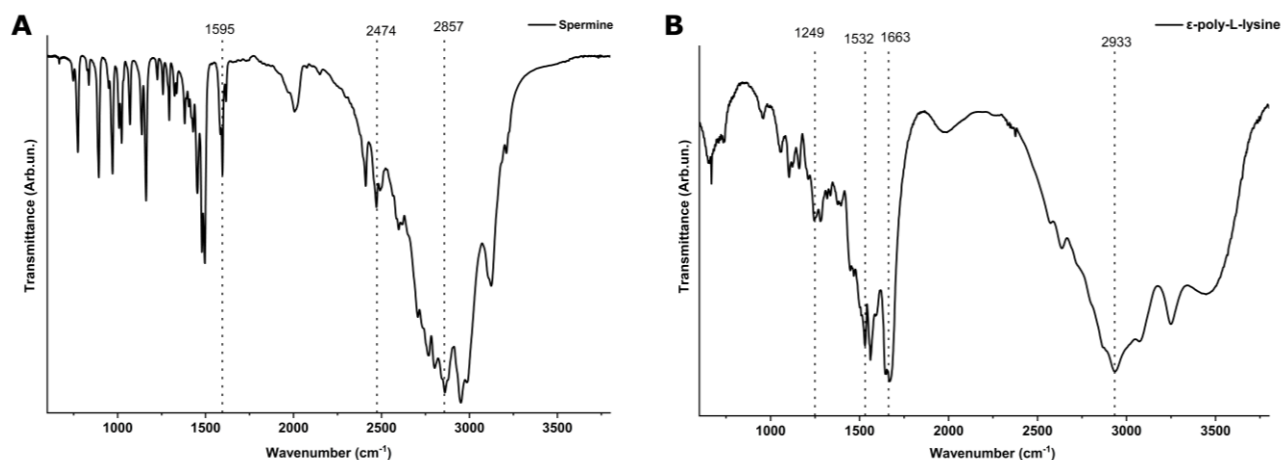 A
1595
2474
2857
Spermine
Transmittance (Arb.un.)
1000
1500
2000
2500
3000
3500
Wavenumber (cm⁻¹)
B
1249
1532
1663
2933
ε-poly-L-lysine
Transmittance (Arb.un.)
1000
1500
2000
2500
3000
3500
Wavenumber (cm⁻¹)